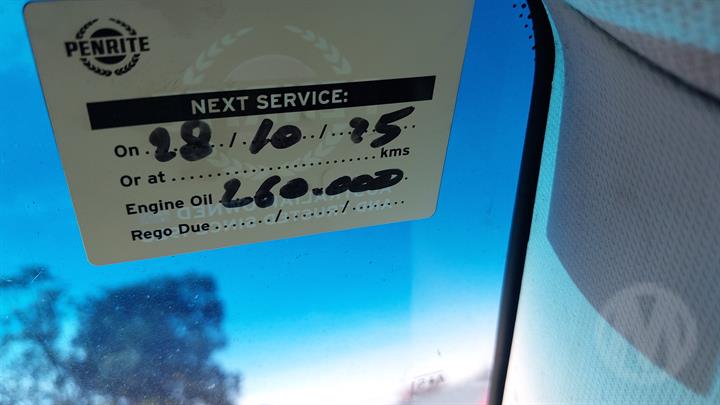 PENRITE
NEXT SERVICE:
On 28/10/25
Or at ........................................ kms
Engine Oil 260.000
Rego Due ....../....../......